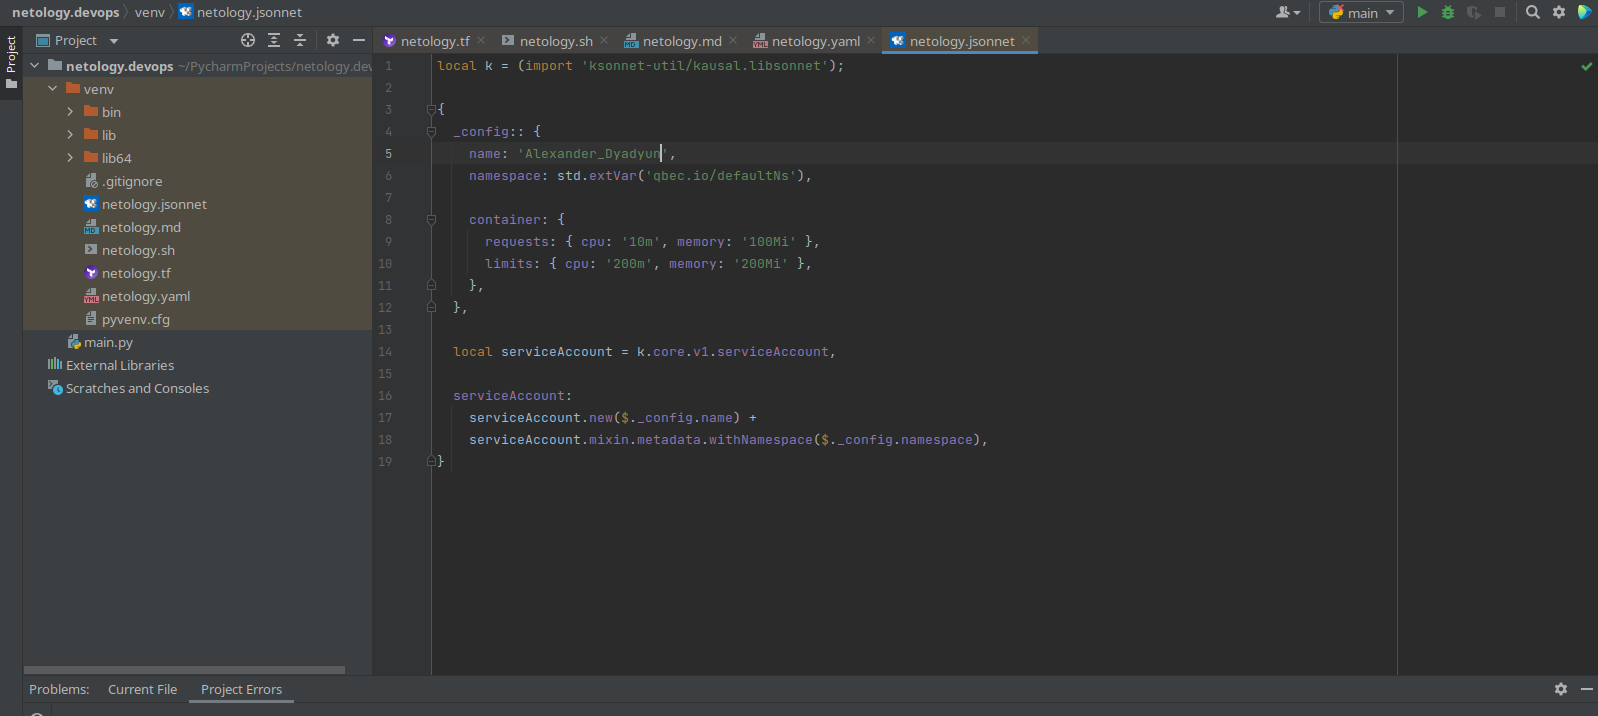 netology.devops venv netology.jsonnet main
Project
Project
netology.tf netology.sh netology.md netology.yaml netology.jsonnet
netology.devops ~/PycharmProjects/netology.dev
venv
bin
lib
lib64
.gitignore
netology.jsonnet
netology.md
netology.sh
netology.tf
netology.yaml
pyvenv.cfg
main.py
External Libraries
Scratches and Consoles
1 local k = (import 'ksonnet-util/kausal.libsonnet');
2
3 {
4 _config:: {
5 name: 'Alexander_Dyadyun',
6 namespace: std.extVar('qbec.io/defaultNs'),
7
8 container: {
9 requests: { cpu: '10m', memory: '100Mi' },
10 limits: { cpu: '200m', memory: '200Mi' },
11 },
12 },
13
14 local serviceAccount = k.core.v1.serviceAccount,
15
16 serviceAccount:
17 serviceAccount.new($._config.name) +
18 serviceAccount.mixin.metadata.withNamespace($._config.namespace),
19 }
Problems: Current File Project Errors